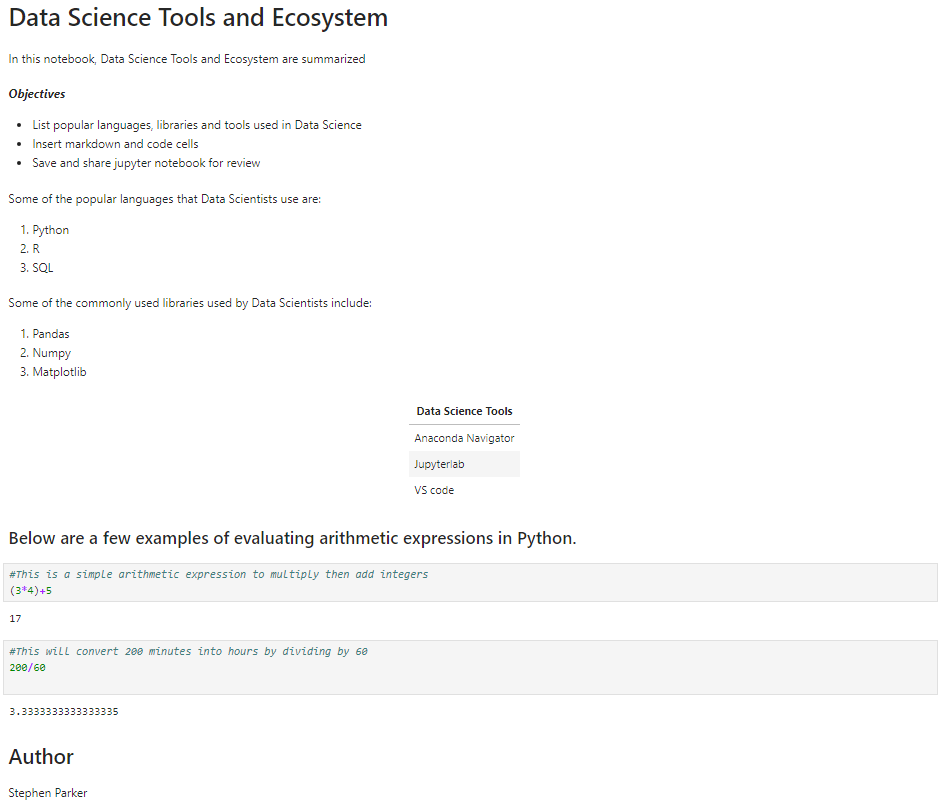 Data Science Tools and Ecosystem
In this notebook, Data Science Tools and Ecosystem are summarized
Objectives
• List popular languages, libraries and tools used in Data Science
• Insert markdown and code cells
• Save and share jupyter notebook for review
Some of the popular languages that Data Scientists use are:
1. Python
2. R
3. SQL
Some of the commonly used libraries used by Data Scientists include:
1. Pandas
2. Numpy
3. Matplotlib
Data Science Tools
Anaconda Navigator
Jupyterlab
VS code
Below are a few examples of evaluating arithmetic expressions in Python.
#This is a simple arithmetic expression to multiply then add integers
(3*4)+5
17
#This will convert 200 minutes into hours by dividing by 60
200/60
3.3333333333333335
Author
Stephen Parker